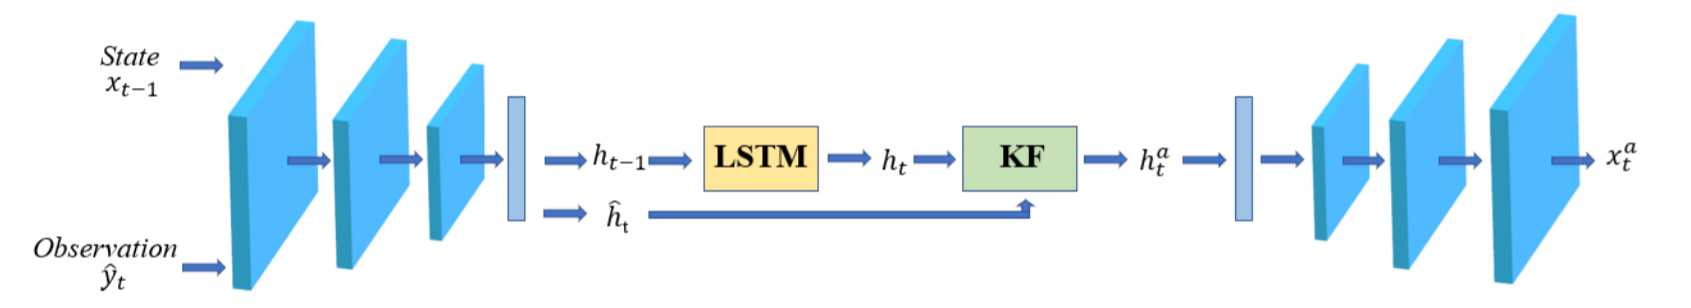 State
x_{t−1}
Observation
ŷ_t
h_{t−1}
ĥ_t
LSTM
h_t
KF
h_t^a
x_t^a